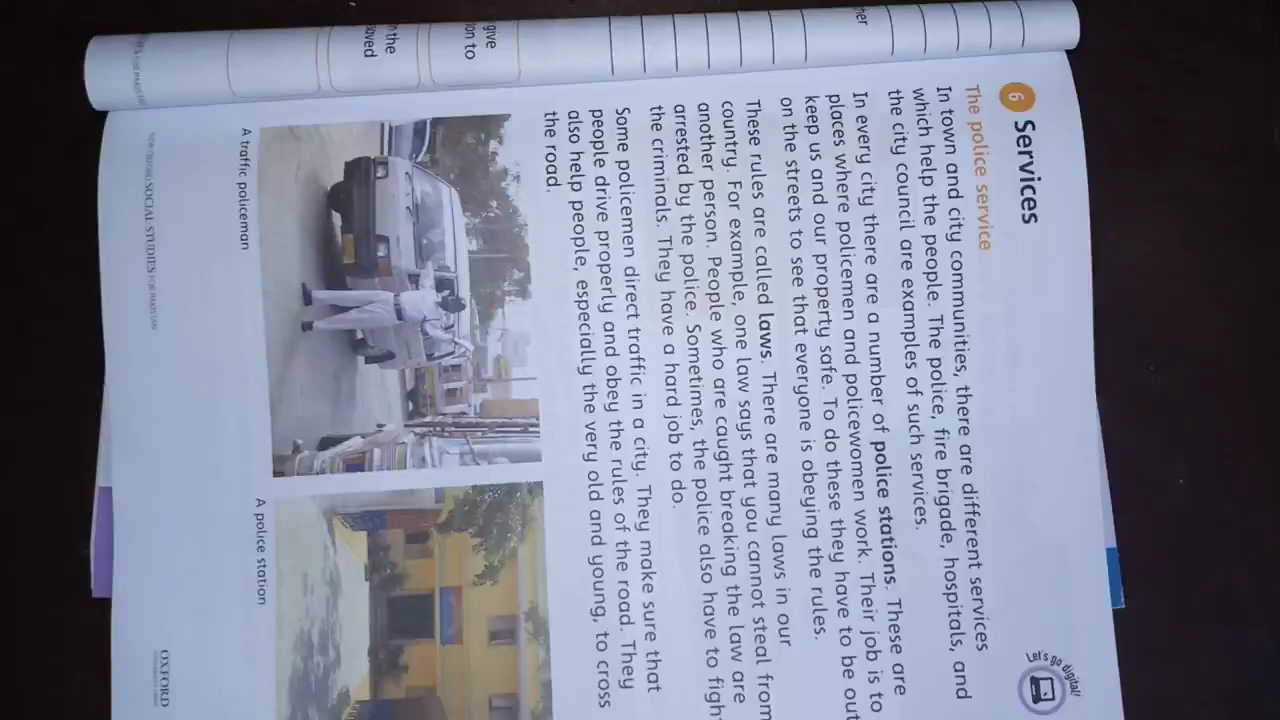 6 Services
Let's go digital!
The police service
In town and city communities, there are different services
which help the people. The police, fire brigade, hospitals, and
the city council are examples of such services.
In every city there are a number of police stations. These are
places where policemen and policewomen work. Their job is to
keep us and our property safe. To do these they have to be out
on the streets to see that everyone is obeying the rules.
These rules are called laws. There are many laws in our
country. For example, one law says that you cannot steal from
another person. People who are caught breaking the law are
arrested by the police. Sometimes, the police also have to fight
the criminals. They have a hard job to do.
Some policemen direct traffic in a city. They make sure that
people drive properly and obey the rules of the road. They
also help people, especially the very old and young, to cross
the road.
A traffic policeman
A police station
NEW OXFORD SOCIAL STUDIES FOR PAKISTAN
OXFORD
give
to
the